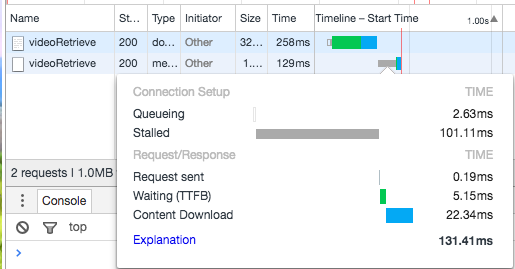 Name St... Type Initiator Size Time Timeline – Start Time 1.00s
videoRetrieve 200 do... Other 32... 258ms
videoRetrieve 200 me... Other 1.... 129ms
Connection Setup TIME
Queueing 2.63ms
Stalled 101.11ms
Request/Response TIME
Request sent 0.19ms
Waiting (TTFB) 5.15ms
Content Download 22.34ms
Explanation 131.41ms
2 requests | 1.0MB
Console
top